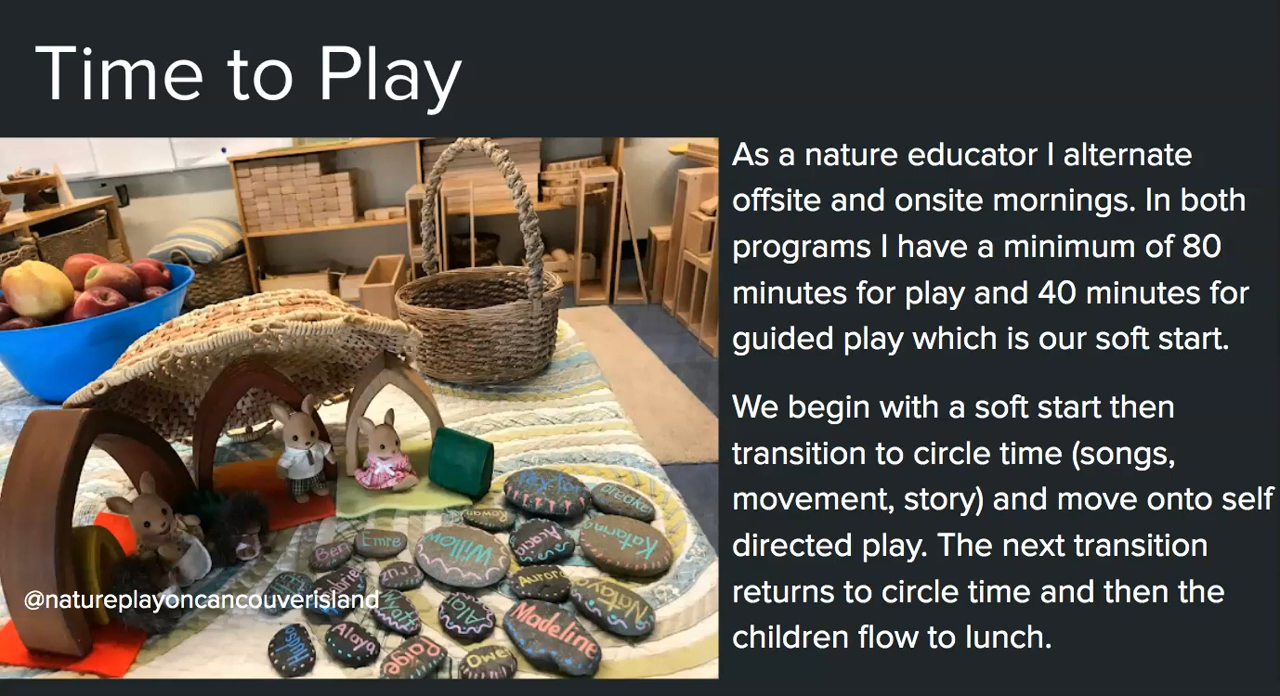 Time to Play
As a nature educator I alternate
offsite and onsite mornings. In both
programs I have a minimum of 80
minutes for play and 40 minutes for
guided play which is our soft start.
We begin with a soft start then
transition to circle time (songs,
movement, story) and move onto self
directed play. The next transition
returns to circle time and then the
children flow to lunch.
Rowan
Emre
Ben
Willow
Acacia
Katarina
Aurora
Madeline
Alaya
Paige
Owen
@natureplayoncancouverisland